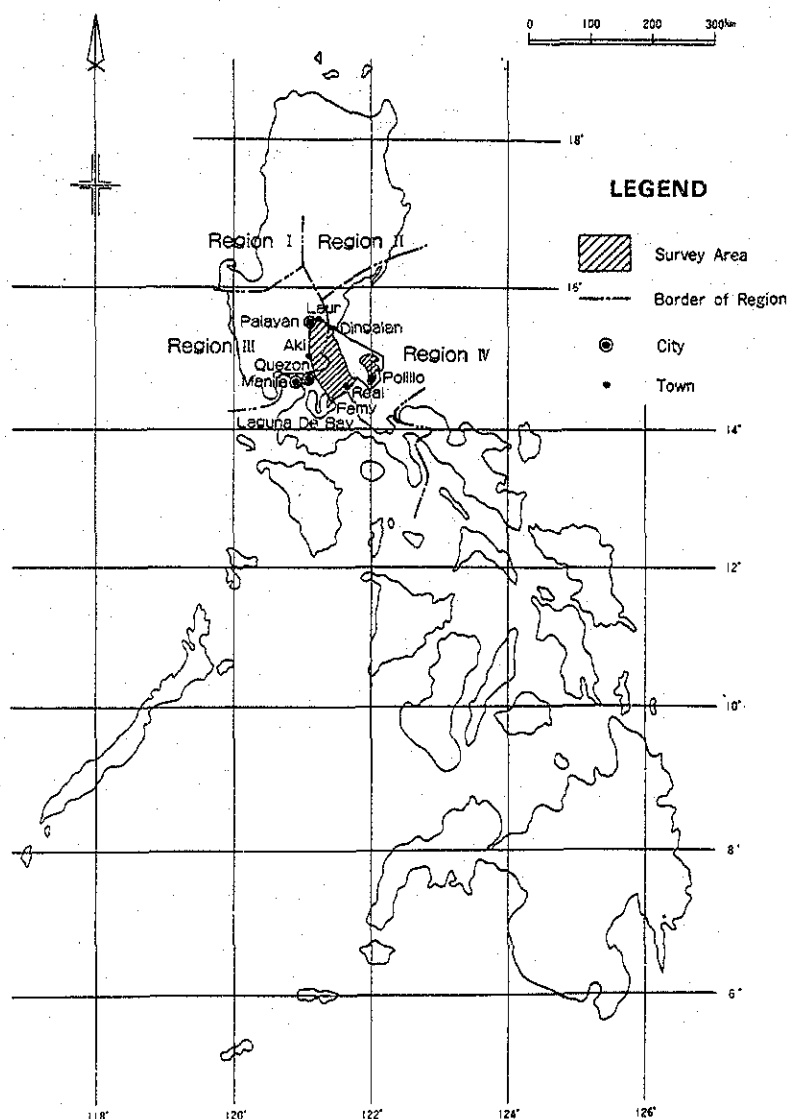 0 100 200 300km
18°
LEGEND
Region I Region II
Survey Area
16°
Border of Region
Laur
Palayan
Dingalan
Region III
Aki
Region IV
City
Quezon
Manila
Polillo
Real
Town
Famy
Laguna De Bay
14°
12°
10°
8°
6°
118° 120° 122° 124° 126°